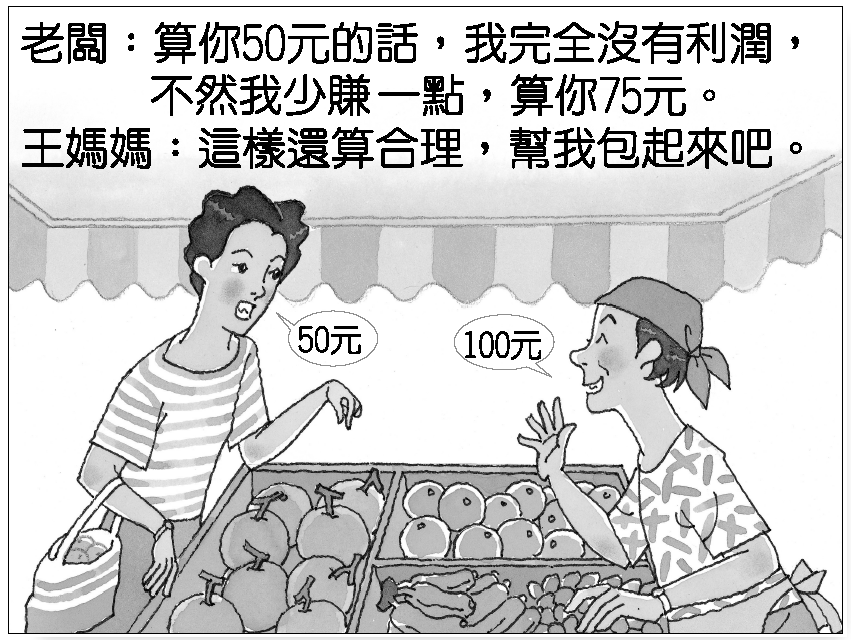 老闆：算你50元的話，我完全沒有利潤，
不然我少賺一點，算你75元。
王媽媽：這樣還算合理，幫我包起來吧。
50元
100元